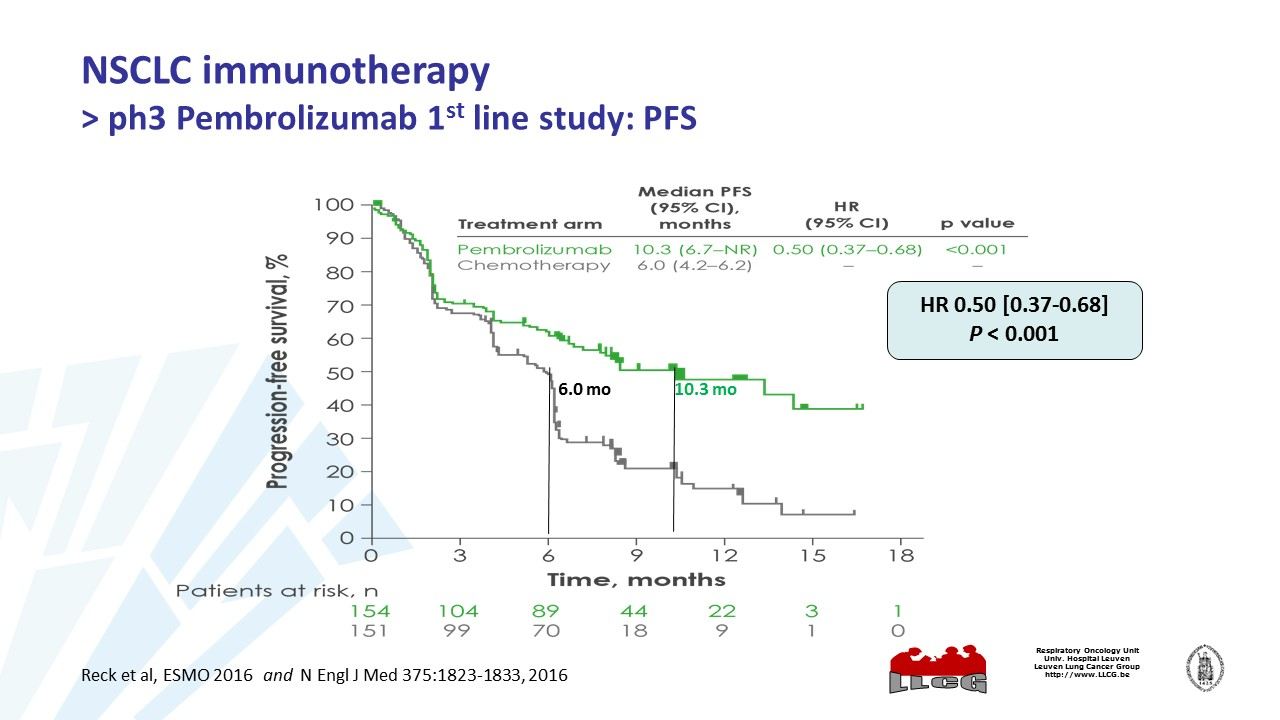 NSCLC immunotherapy
> ph3 Pembrolizumab 1st line study: PFS
Median PFS
(95% CI),
months
HR
(95% CI)
Treatment arm
p value
Pembrolizumab 10.3 (6.7–NR) 0.50 (0.37–0.68) <0.001
Chemotherapy 6.0 (4.2–6.2) – –
HR 0.50 [0.37-0.68]
P < 0.001
Progression-free survival, %
100
90
80
70
60
50
40
30
20
10
0
6.0 mo
10.3 mo
0 3 6 9 12 15 18
Time, months
Patients at risk, n
154 104 89 44 22 3 1
151 99 70 18 9 1 0
Reck et al, ESMO 2016 and N Engl J Med 375:1823-1833, 2016
LLCG
Respiratory Oncology Unit
Univ. Hospital Leuven
Leuven Lung Cancer Group
http://www.LLCG.be